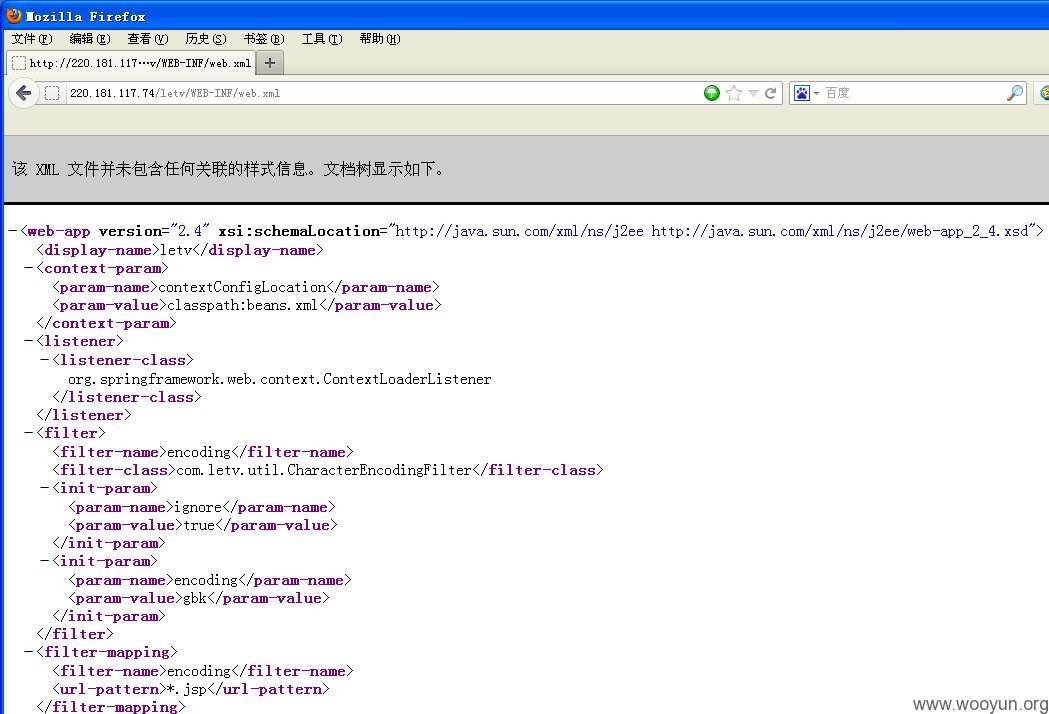 Mozilla Firefox
文件(F) 编辑(E) 查看(V) 历史(S) 书签(B) 工具(T) 帮助(H)
http://220.181.117…v/WEB-INF/web.xml
220.181.117.74/letv/WEB-INF/web.xml 百度
该 XML 文件并未包含任何关联的样式信息。文档树显示如下。
−<web-app version="2.4" xsi:schemaLocation="http://java.sun.com/xml/ns/j2ee http://java.sun.com/xml/ns/j2ee/web-app_2_4.xsd">
<display-name>letv</display-name>
−<context-param>
<param-name>contextConfigLocation</param-name>
<param-value>classpath:beans.xml</param-value>
</context-param>
−<listener>
−<listener-class>
org.springframework.web.context.ContextLoaderListener
</listener-class>
</listener>
−<filter>
<filter-name>encoding</filter-name>
<filter-class>com.letv.util.CharacterEncodingFilter</filter-class>
−<init-param>
<param-name>ignore</param-name>
<param-value>true</param-value>
</init-param>
−<init-param>
<param-name>encoding</param-name>
<param-value>gbk</param-value>
</init-param>
</filter>
−<filter-mapping>
<filter-name>encoding</filter-name>
<url-pattern>*.jsp</url-pattern>
</filter-mapping>
www.wooyun.org